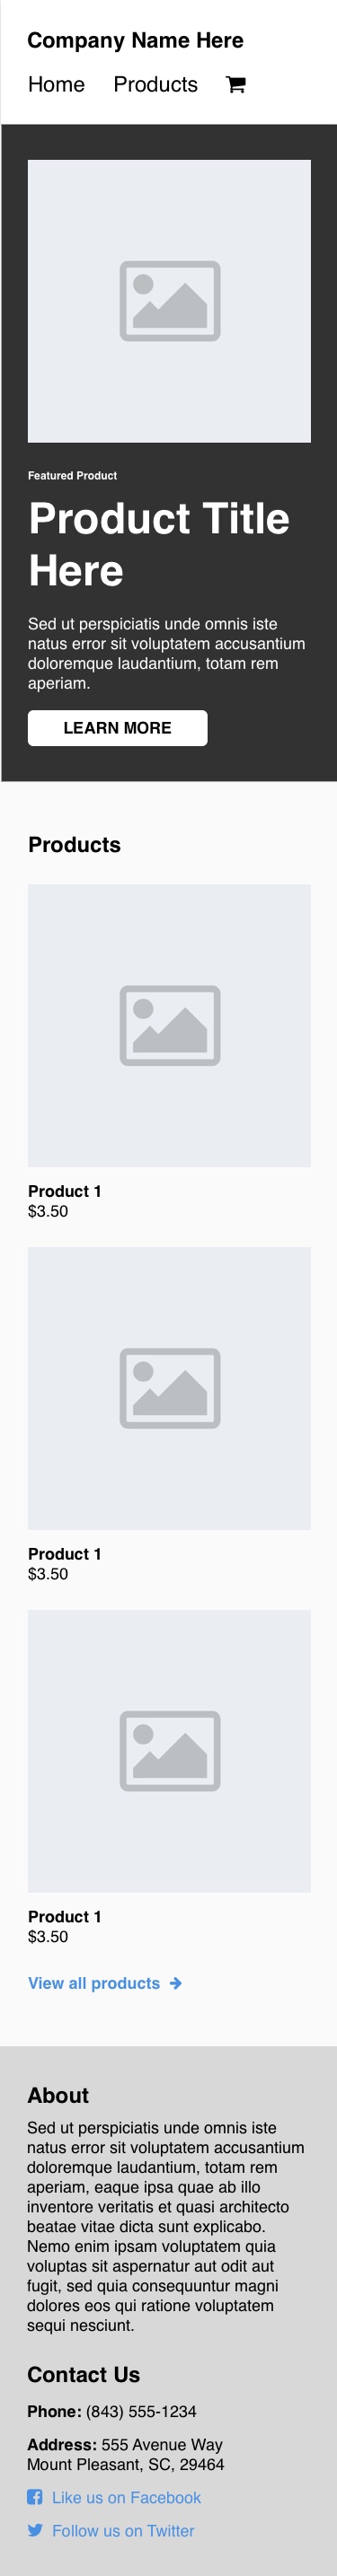 Company Name Here
Home Products
Featured Product
Product Title
Here
Sed ut perspiciatis unde omnis iste
natus error sit voluptatem accusantium
doloremque laudantium, totam rem
aperiam.
LEARN MORE
Products
Product 1
$3.50
Product 1
$3.50
Product 1
$3.50
View all products
About
Sed ut perspiciatis unde omnis iste
natus error sit voluptatem accusantium
doloremque laudantium, totam rem
aperiam, eaque ipsa quae ab illo
inventore veritatis et quasi architecto
beatae vitae dicta sunt explicabo.
Nemo enim ipsam voluptatem quia
voluptas sit aspernatur aut odit aut
fugit, sed quia consequuntur magni
dolores eos qui ratione voluptatem
sequi nesciunt.
Contact Us
Phone: (843) 555-1234
Address: 555 Avenue Way
Mount Pleasant, SC, 29464
Like us on Facebook
Follow us on Twitter